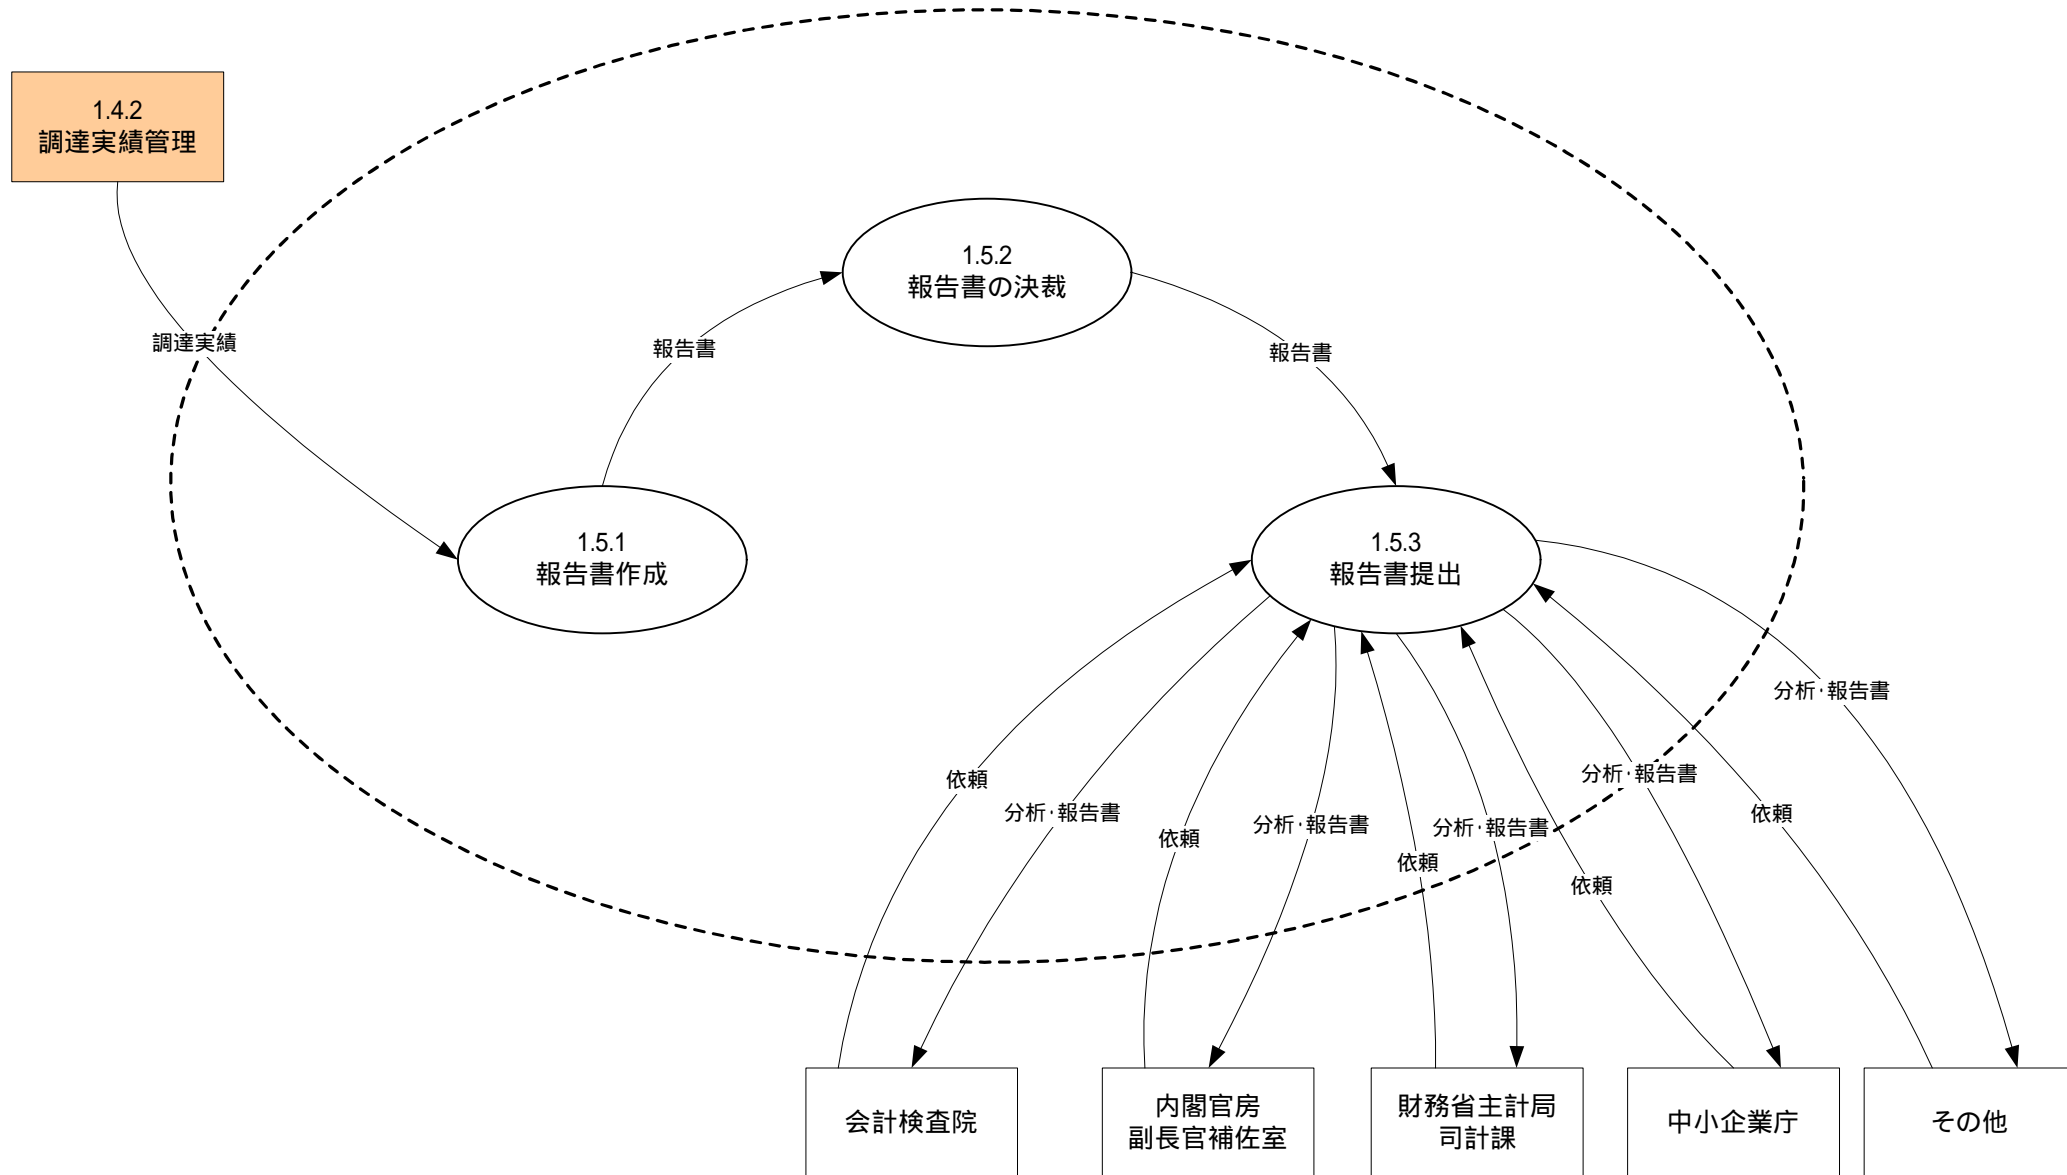 1.4.2
調達実績管理
1.5.2
報告書の決裁
調達実績
報告書
報告書
1.5.1
報告書作成
1.5.3
報告書提出
分析・報告書
依頼
分析・報告書
分析・報告書
依頼
依頼
分析・報告書
依頼
分析・報告書
依頼
会計検査院
内閣官房
副長官補佐室
財務省主計局
司計課
中小企業庁
その他